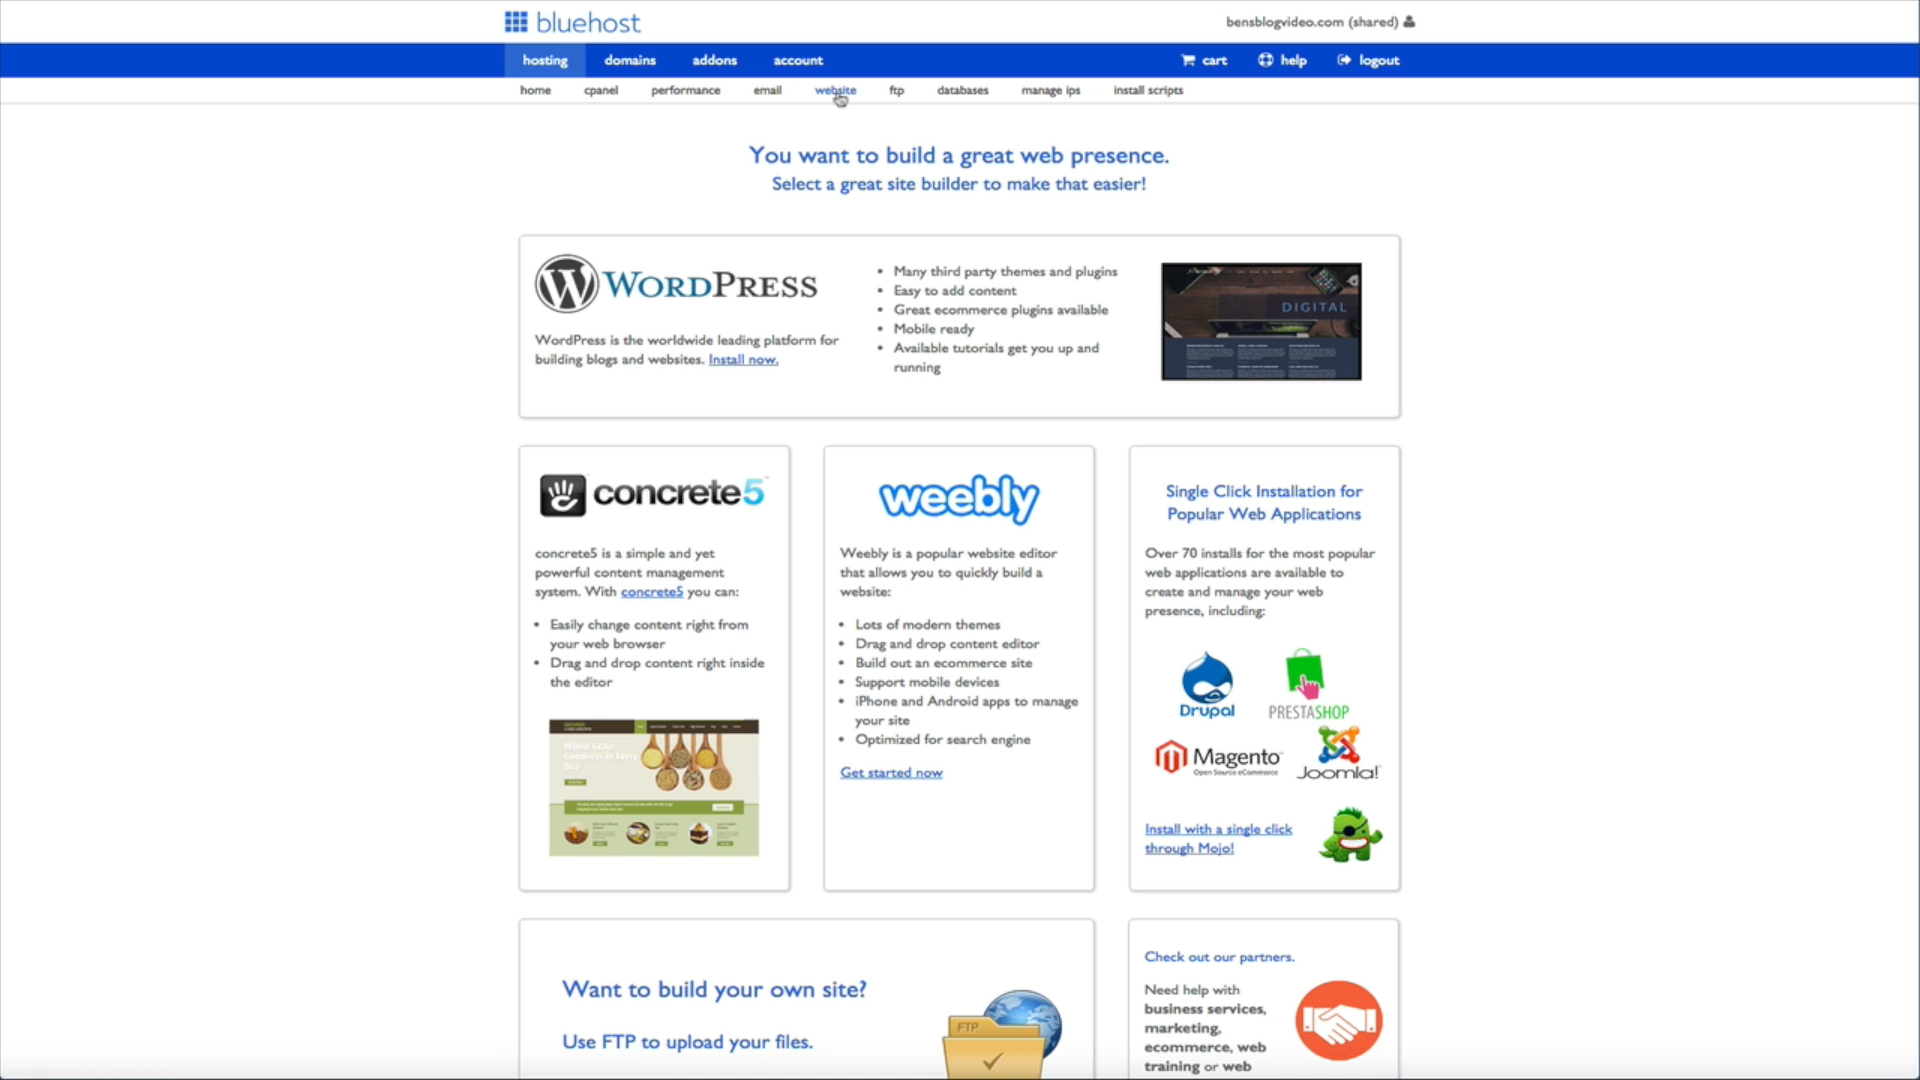 bluehost
bensblogvideo.com (shared)
hosting domains addons account cart help logout
home cpanel performance email website ftp databases manage ips install scripts
You want to build a great web presence.
Select a great site builder to make that easier!
WORDPRESS
WordPress is the worldwide leading platform for
building blogs and websites. Install now.
• Many third party themes and plugins
• Easy to add content
• Great ecommerce plugins available
• Mobile ready
• Available tutorials get you up and
running
DIGITAL
concrete5
concrete5 is a simple and yet
powerful content management
system. With concrete5 you can:
• Easily change content right from
your web browser
• Drag and drop content right inside
the editor
Whole Grain
Goodness in Every
Bite
weebly
Weebly is a popular website editor
that allows you to quickly build a
website:
• Lots of modern themes
• Drag and drop content editor
• Build out an ecommerce site
• Support mobile devices
• iPhone and Android apps to manage
your site
• Optimized for search engine
Get started now
Single Click Installation for
Popular Web Applications
Over 70 installs for the most popular
web applications are available to
create and manage your web
presence, including:
Drupal
PRESTASHOP
Magento
Open Source eCommerce
Joomla!
Install with a single click
through Mojo!
Want to build your own site?
Use FTP to upload your files.
FTP
Check out our partners.
Need help with
business services,
marketing,
ecommerce, web
training or web